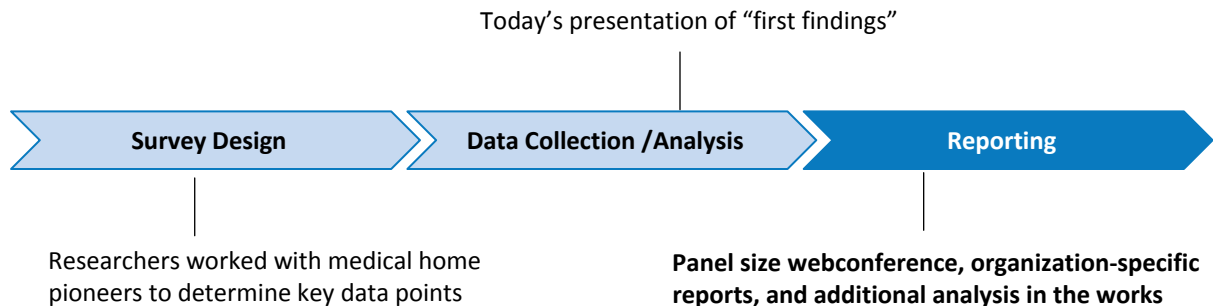 Today’s presentation of “first findings”
Survey Design
Data Collection /Analysis
Reporting
Researchers worked with medical home
pioneers to determine key data points
Panel size webconference, organization-specific
reports, and additional analysis in the works